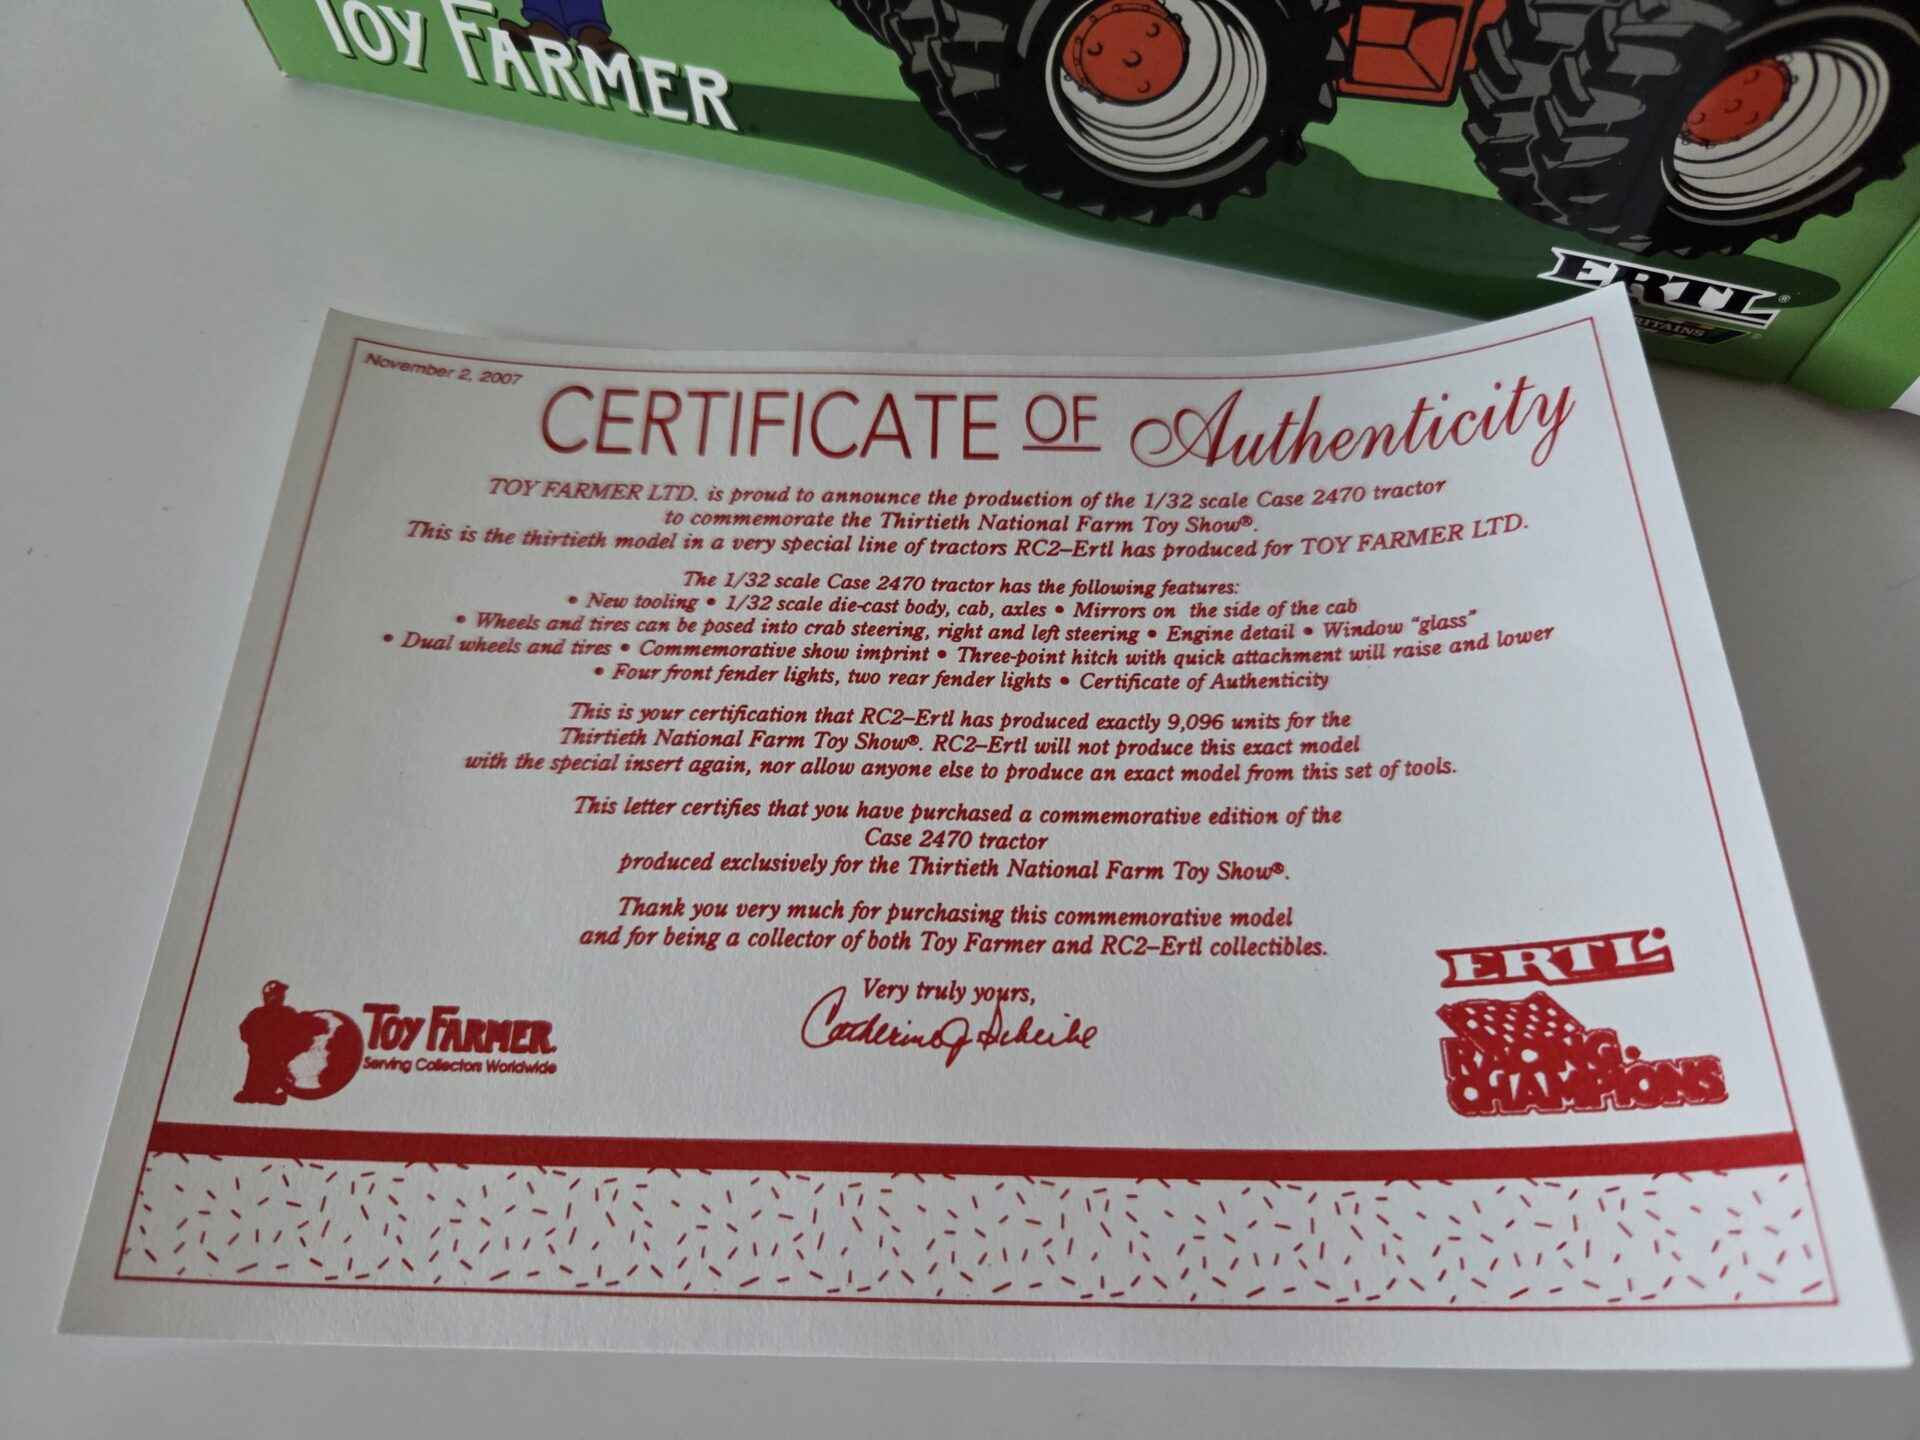 TOY FARMER
ERTL®
November 2, 2007
CERTIFICATE OF Authenticity
TOY FARMER LTD. is proud to announce the production of the 1/32 scale Case 2470 tractor
to commemorate the Thirtieth National Farm Toy Show®.
This is the thirtieth model in a very special line of tractors RC2–Ertl has produced for TOY FARMER LTD.
The 1/32 scale Case 2470 tractor has the following features:
• New tooling • 1/32 scale die-cast body, cab, axles • Mirrors on the side of the cab
• Wheels and tires can be posed into crab steering, right and left steering • Engine detail • Window "glass"
• Dual wheels and tires • Commemorative show imprint • Three-point hitch with quick attachment will raise and lower
• Four front fender lights, two rear fender lights • Certificate of Authenticity
This is your certification that RC2–Ertl has produced exactly 9,096 units for the
Thirtieth National Farm Toy Show®. RC2–Ertl will not produce this exact model
with the special insert again, nor allow anyone else to produce an exact model from this set of tools.
This letter certifies that you have purchased a commemorative edition of the
Case 2470 tractor
produced exclusively for the Thirtieth National Farm Toy Show®.
Thank you very much for purchasing this commemorative model
and for being a collector of both Toy Farmer and RC2–Ertl collectibles.
Very truly yours,
Catherine J Scheibe
TOY FARMER
Serving Collectors Worldwide
ERTL
RACING
CHAMPIONS